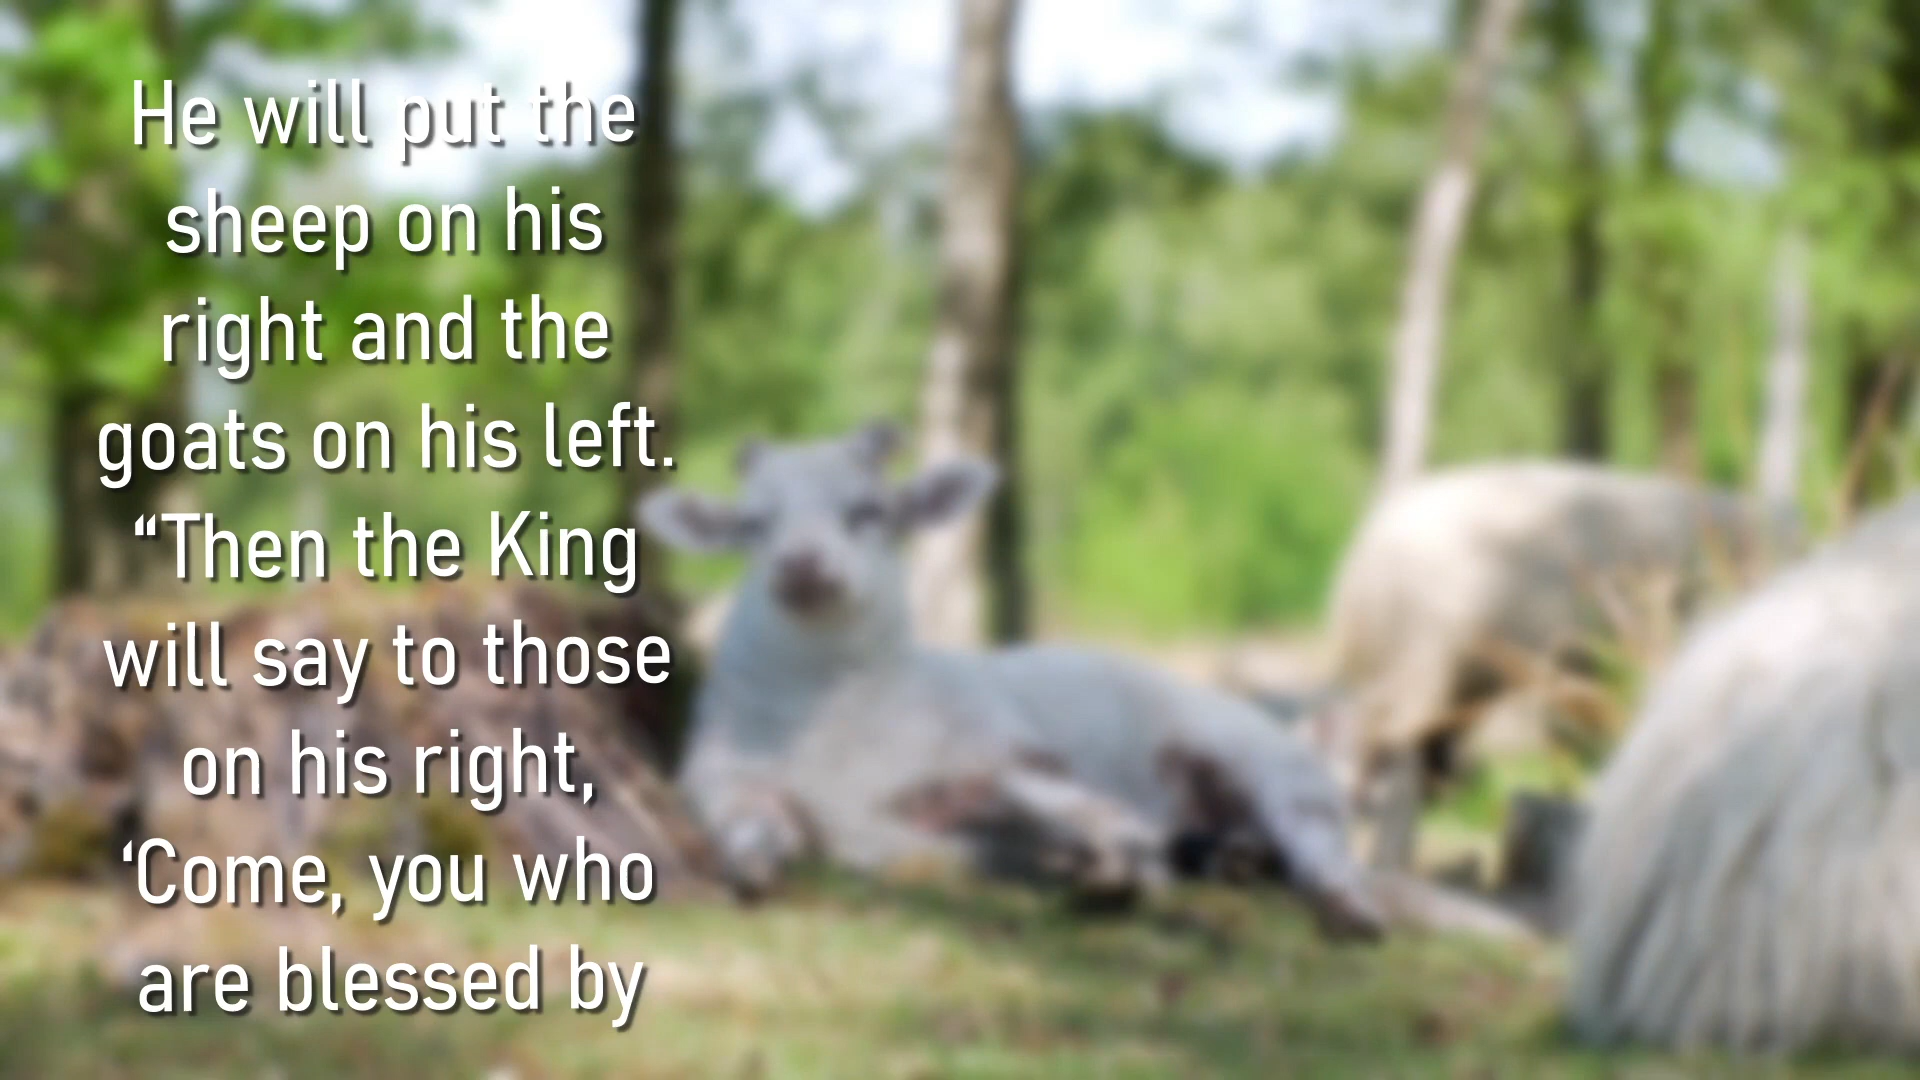 He will put the
sheep on his
right and the
goats on his left.
“Then the King
will say to those
on his right,
‘Come, you who
are blessed by